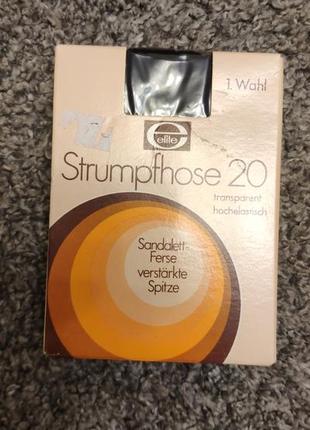 1. Wahl
e
elite
Strumpfhose 20
transparent
hochelastisch
Sandalett-
Ferse
verstärkte
Spitze